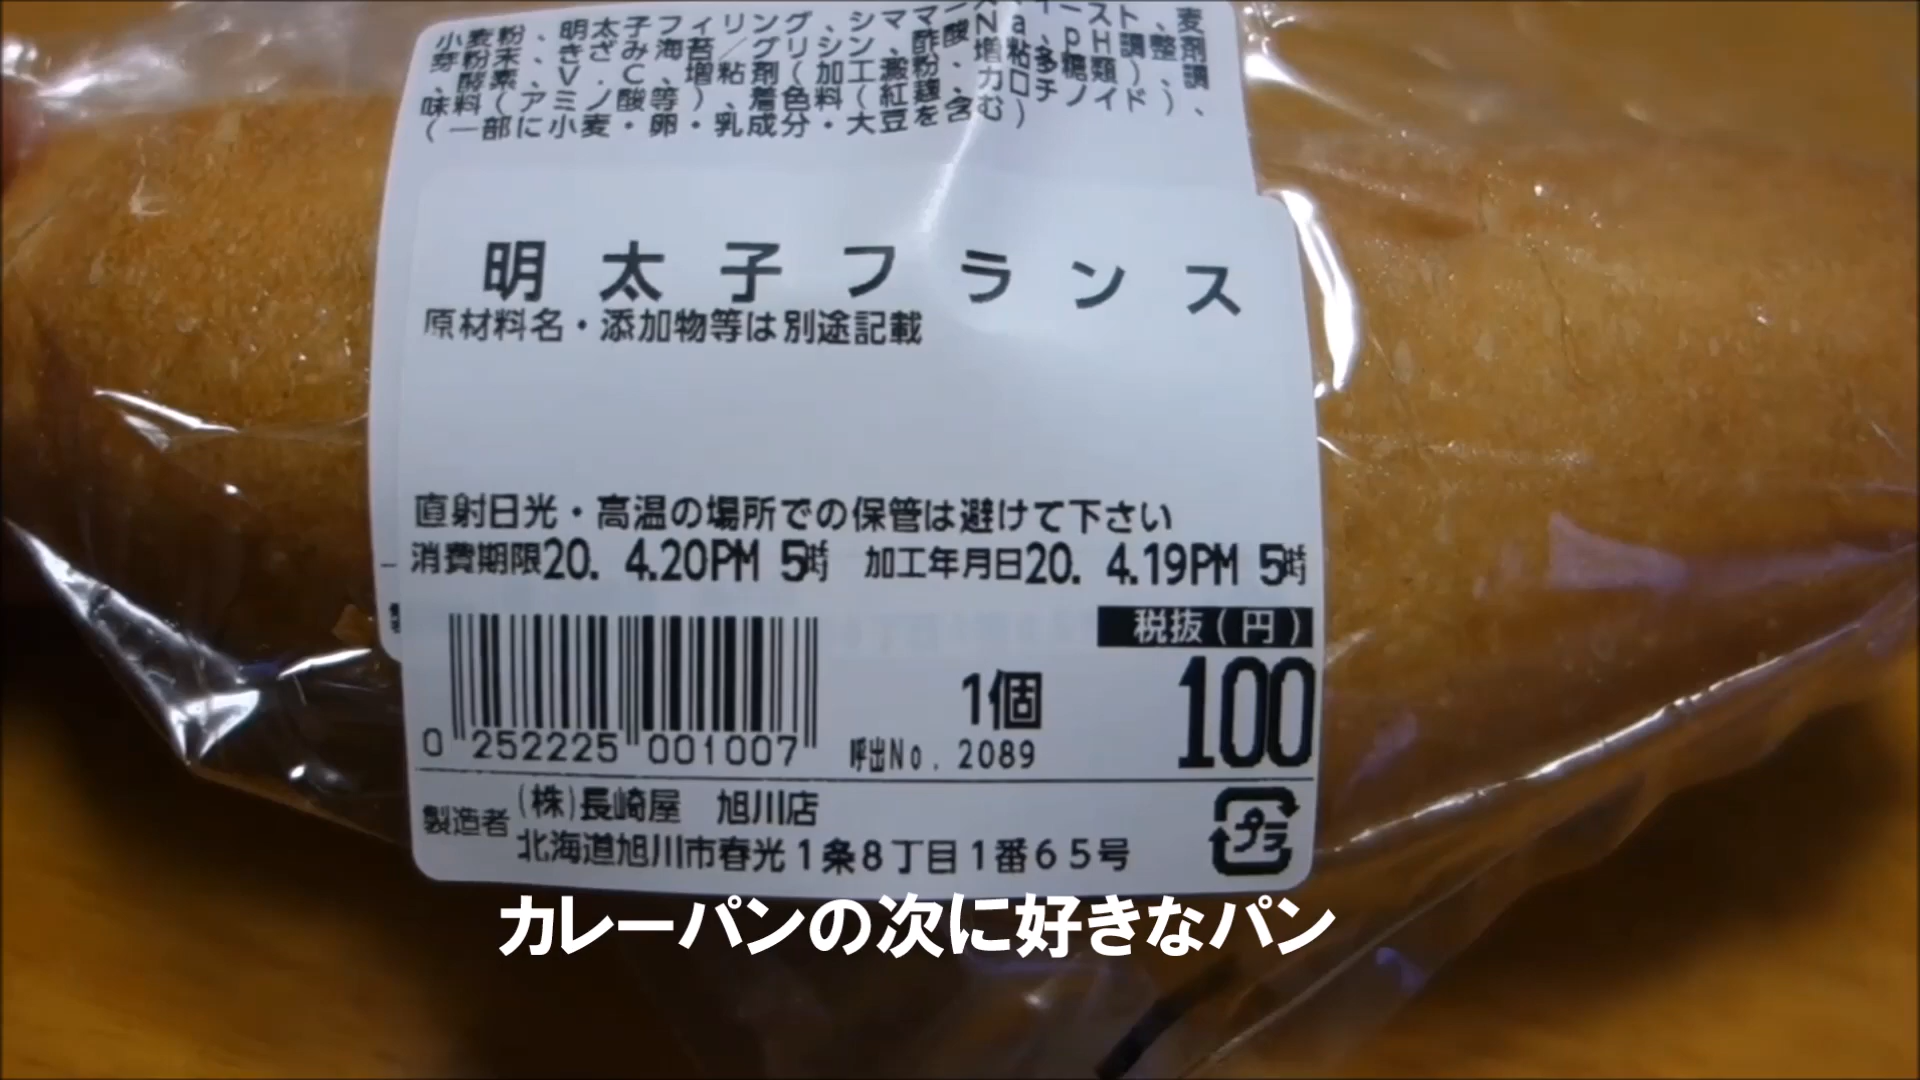 小麦粉、明太子フィリング、シママース、イースト、麦
芽粉末、きざみ海苔／グリシン、酢酸Na、pH調整剤
、酵素、V．C、増粘剤（加工澱粉、増粘多糖類）、調
味料（アミノ酸等）、着色料（紅麹、カロチノイド）、
（一部に小麦・卵・乳成分・大豆を含む）
明太子フランス
原材料名・添加物等は別途記載
直射日光・高温の場所での保管は避けて下さい
消費期限20. 4.20PM 5時 加工年月日20. 4.19PM 5時
税抜（円）
1個 100
0 252225 001007 呼出No. 2089
製造者 (株)長崎屋 旭川店
北海道旭川市春光1条8丁目1番65号
プラ
カレーパンの次に好きなパン